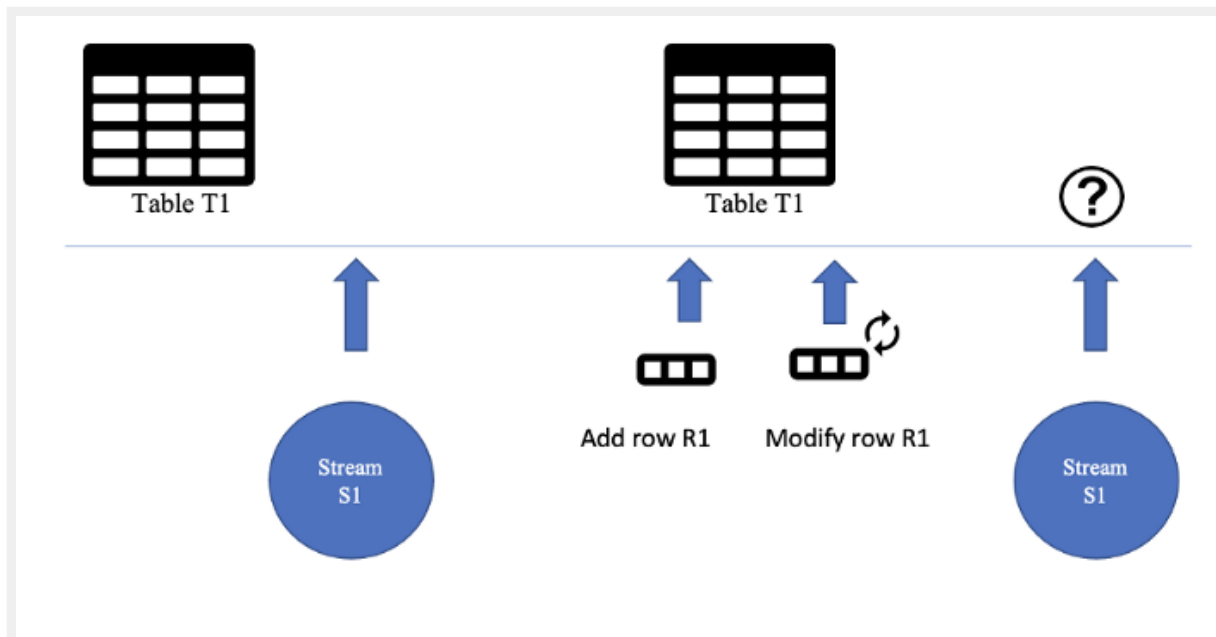 Table T1
Table T1
?
Add row R1
Modify row R1
Stream
S1
Stream
S1